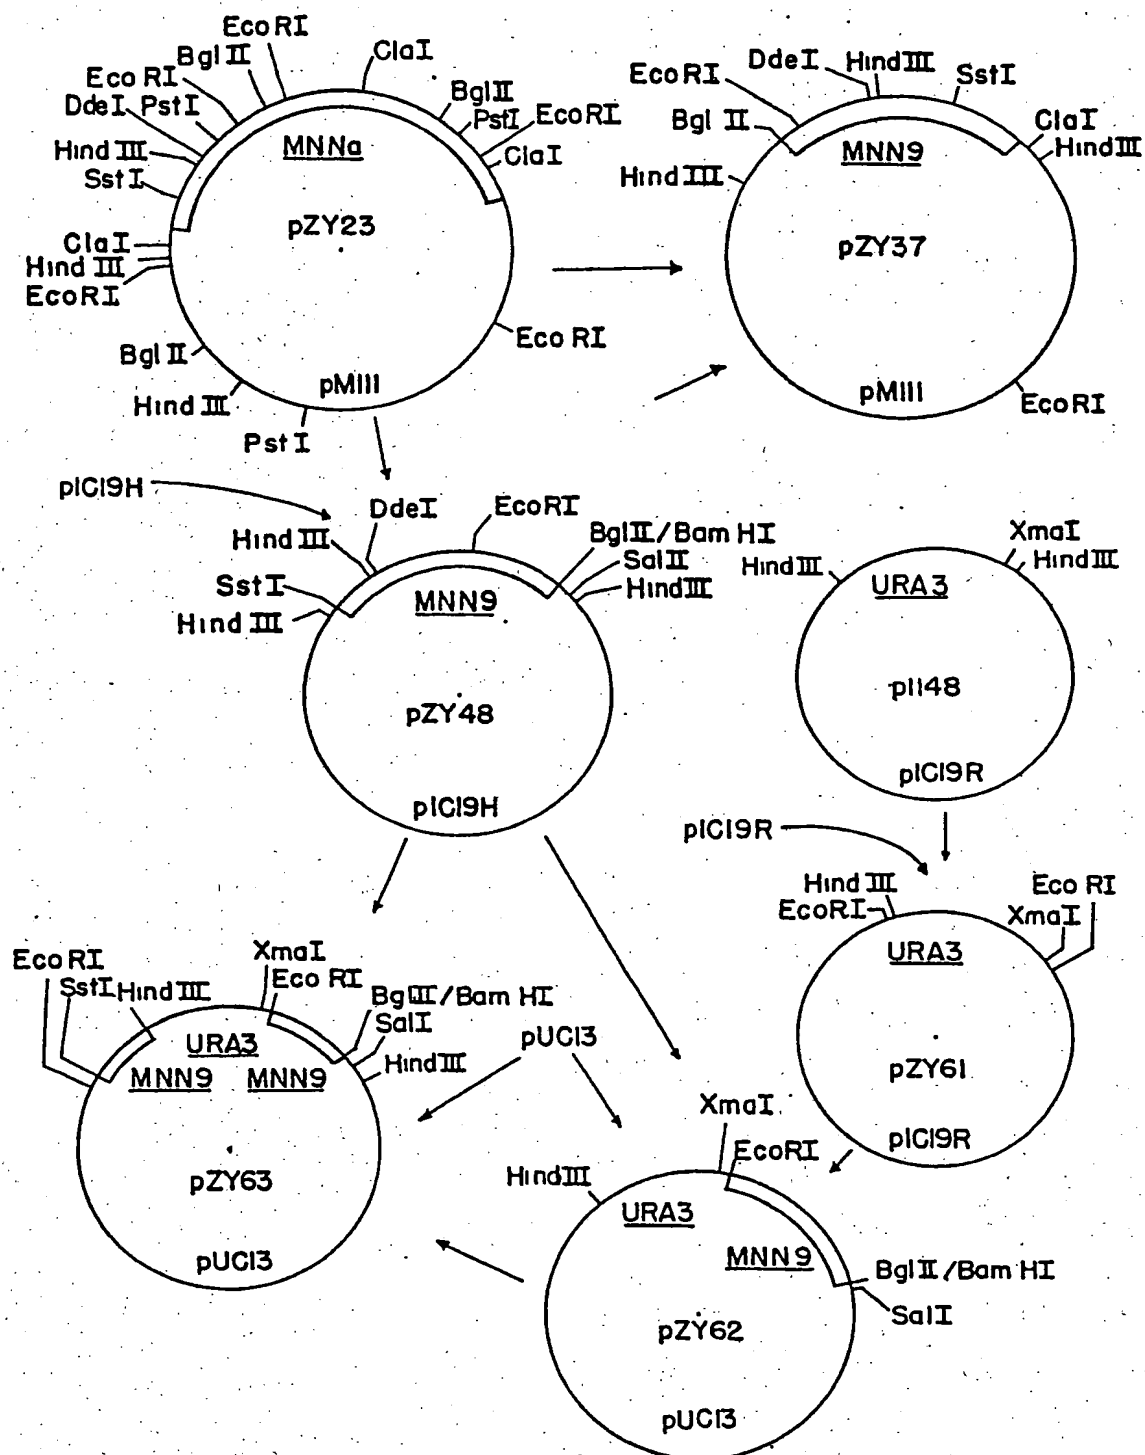 EcoRI
BglII
EcoRI
DdeI PstI
HindIII
SstI
ClaI
HindIII
EcoRI
BglII
HindIII
PstI
ClaI
BglII
PstI
EcoRI
ClaI
EcoRI
MNNa
pZY23
pM111
EcoRI
BglII
HindIII
DdeI
HindIII
SstI
ClaI
HindIII
MNN9
pZY37
pM111
EcoRI
pIC19H
DdeI
HindIII
SstI
HindIII
EcoRI
BglII/BamHI
SalII
HindIII
MNN9
pZY48
pIC19H
HindIII
XmaI
HindIII
URA3
p1148
pIC19R
pIC19R
HindIII
EcoRI
EcoRI
XmaI
URA3
pZY61
pIC19R
EcoRI
SstI
HindIII
XmaI
EcoRI
BglII/BamHI
SalI
HindIII
URA3
MNN9 MNN9
pZY63
pUC13
pUC13
XmaI
EcoRI
HindIII
URA3
MNN9
BglII/BamHI
SalI
pZY62
pUC13